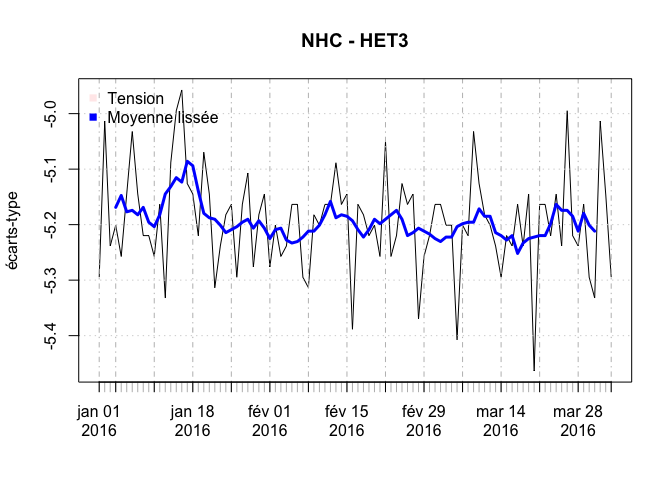 NHC - HET3
Tension
Moyenne lissée
écarts-type
-5.0
-5.1
-5.2
-5.3
-5.4
jan 01 jan 18 fév 01 fév 15 fév 29 mar 14 mar 28
2016 2016 2016 2016 2016 2016 2016